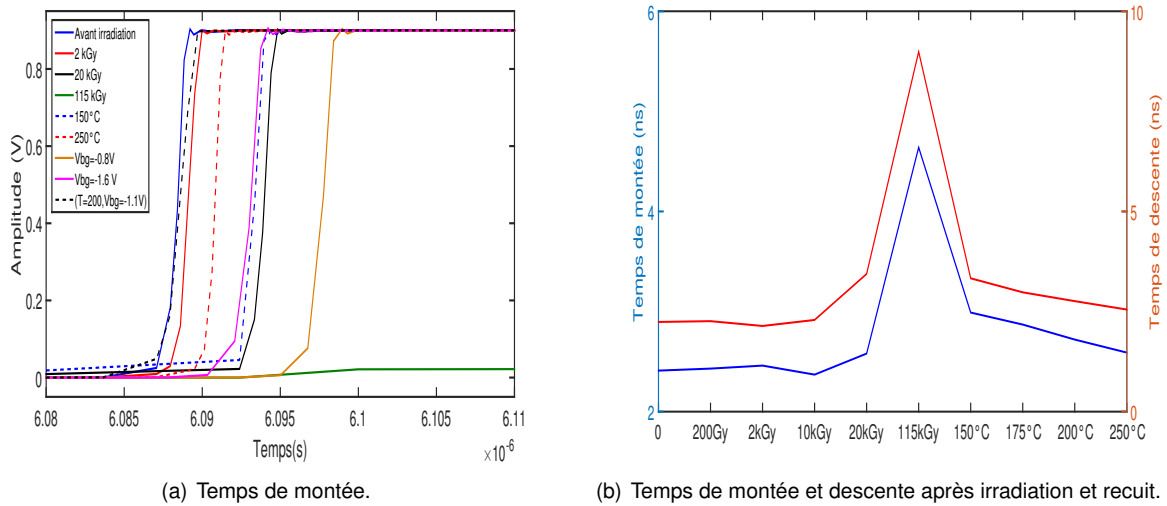 Amplitude (V)
0.8
0.6
0.4
0.2
0
Avant irradiation
2 kGy
20 kGy
115 kGy
150°C
250°C
Vbg=-0.8V
Vbg=-1.6 V
(T=200,Vbg=-1.1V)
6.08
6.085
6.09
6.095
6.1
6.105
6.11
Temps(s)
×10⁻⁶
(a) Temps de montée.
Temps de montée (ns)
6
4
2
0
200Gy
2kGy
10kGy
20kGy
115kGy
150°C
175°C
200°C
250°C
10
5
0
Temps de descente (ns)
(b) Temps de montée et descente après irradiation et recuit.